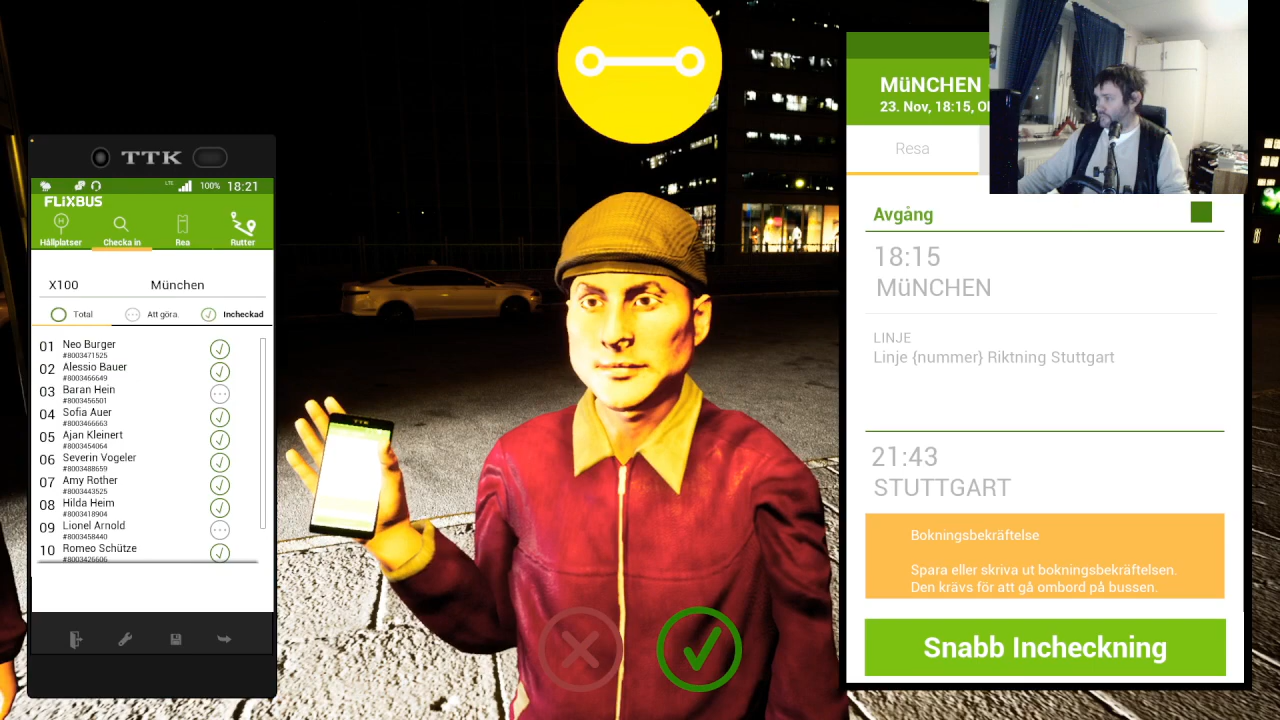 TTK
LTE 100% 18:21
FLiXBUS
Hållplatser Checka in Rea Rutter
X100 München
Total Att göra. Incheckad
01 Neo Burger
#8003471525
02 Alessio Bauer
#8003466649
03 Baran Hein
#8003456501
04 Sofia Auer
#8003466663
05 Ajan Kleinert
#8003454064
06 Severin Vogeler
#8003488659
07 Amy Rother
#8003443525
08 Hilda Heim
#8003418904
09 Lionel Arnold
#8003458440
10 Romeo Schütze
#8003426606
TTK
MüNCHEN
23. Nov, 18:15,
Resa
Avgång
18:15
MüNCHEN
LINJE
Linje {nummer} Riktning Stuttgart
21:43
STUTTGART
Bokningsbekräftelse
Spara eller skriva ut bokningsbekräftelsen.
Den krävs för att gå ombord på bussen.
Snabb Incheckning